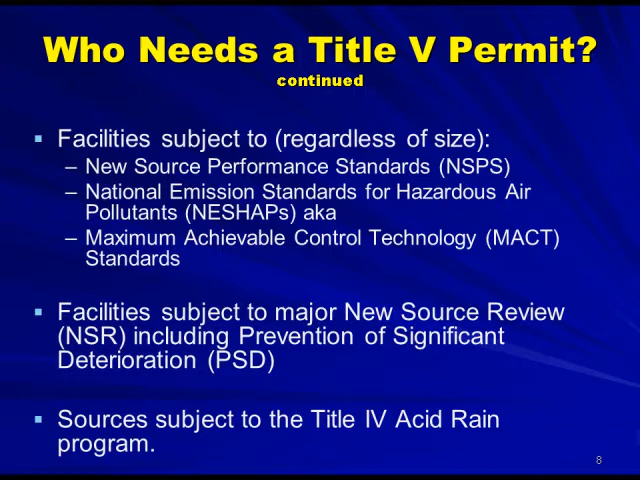 Who Needs a Title V Permit?
continued
▪ Facilities subject to (regardless of size):
– New Source Performance Standards (NSPS)
– National Emission Standards for Hazardous Air
Pollutants (NESHAPs) aka
– Maximum Achievable Control Technology (MACT)
Standards
▪ Facilities subject to major New Source Review
(NSR) including Prevention of Significant
Deterioration (PSD)
▪ Sources subject to the Title IV Acid Rain
program.
8